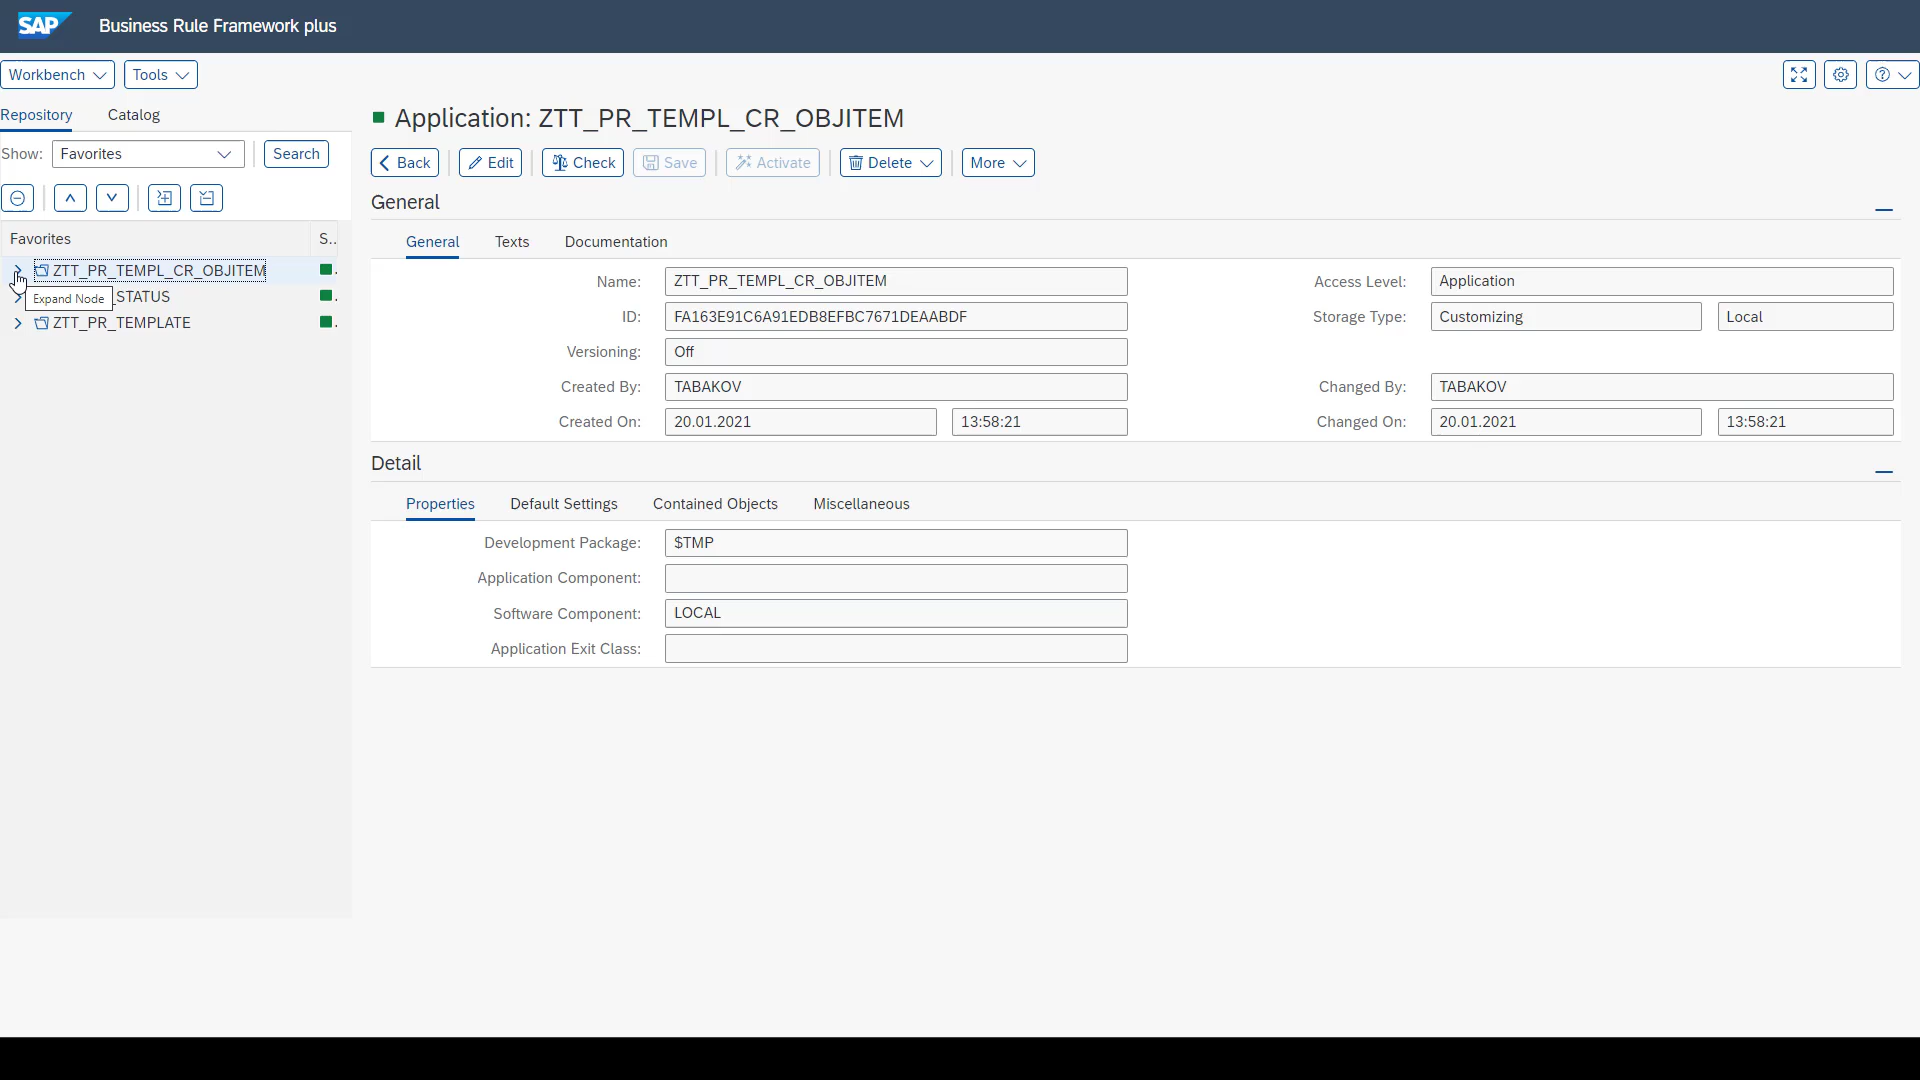 SAP Business Rule Framework plus
Workbench Tools
Repository Catalog
Show: Favorites Search
Favorites S..
ZTT_PR_TEMPL_CR_OBJITEM
Expand Node _STATUS
ZTT_PR_TEMPLATE
Application: ZTT_PR_TEMPL_CR_OBJITEM
Back Edit Check Save Activate Delete More
General
General Texts Documentation
Name: ZTT_PR_TEMPL_CR_OBJITEM Access Level: Application
ID: FA163E91C6A91EDB8EFBC7671DEAABDF Storage Type: Customizing Local
Versioning: Off
Created By: TABAKOV Changed By: TABAKOV
Created On: 20.01.2021 13:58:21 Changed On: 20.01.2021 13:58:21
Detail
Properties Default Settings Contained Objects Miscellaneous
Development Package: $TMP
Application Component:
Software Component: LOCAL
Application Exit Class: